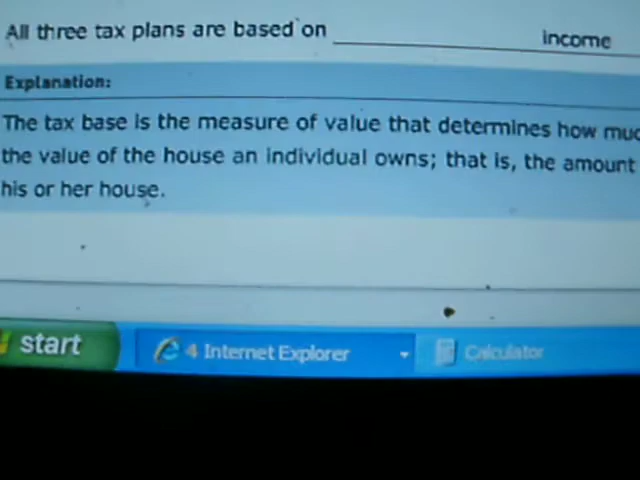 All three tax plans are based on ____________ income
Explanation:
The tax base is the measure of value that determines how muc
the value of the house an individual owns; that is, the amount
his or her house.
start
4 Internet Explorer
Calculator